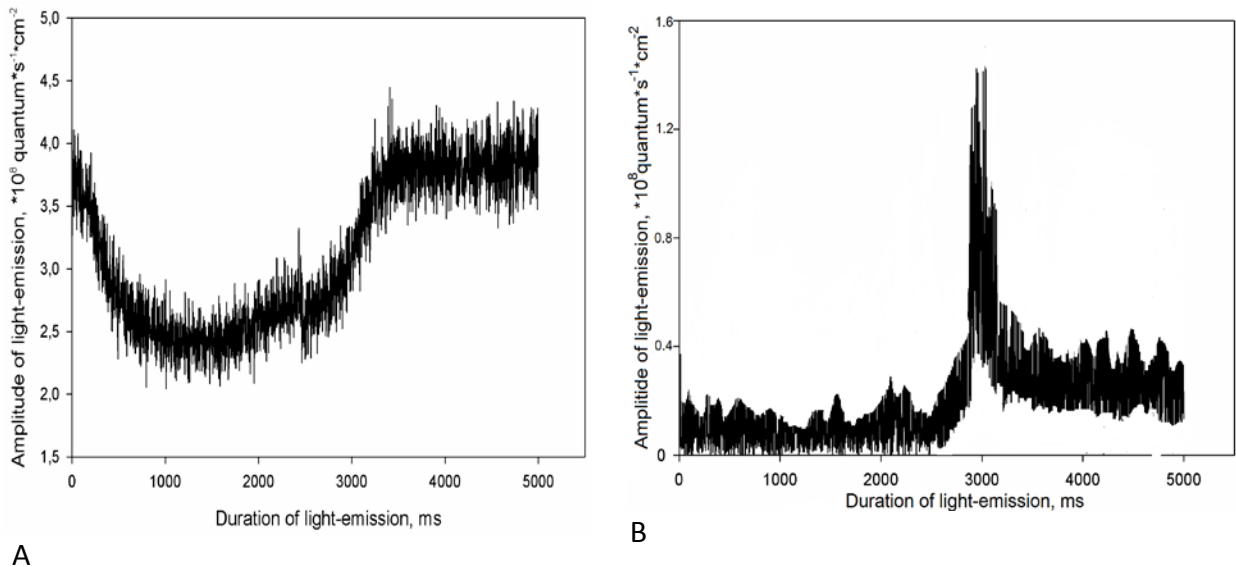 Amplitude of light-emission, *10⁸ quantum*s⁻¹*cm⁻²
5,0
4,5
4,0
3,5
3,0
2,5
2,0
1,5
0 1000 2000 3000 4000 5000
Duration of light-emission, ms
A
Amplitide of light-emission, *10⁸quantum*s⁻¹*cm⁻²
1.6
1.2
0.8
0.4
0
0 1000 2000 3000 4000 5000
Duration of light-emission, ms
B